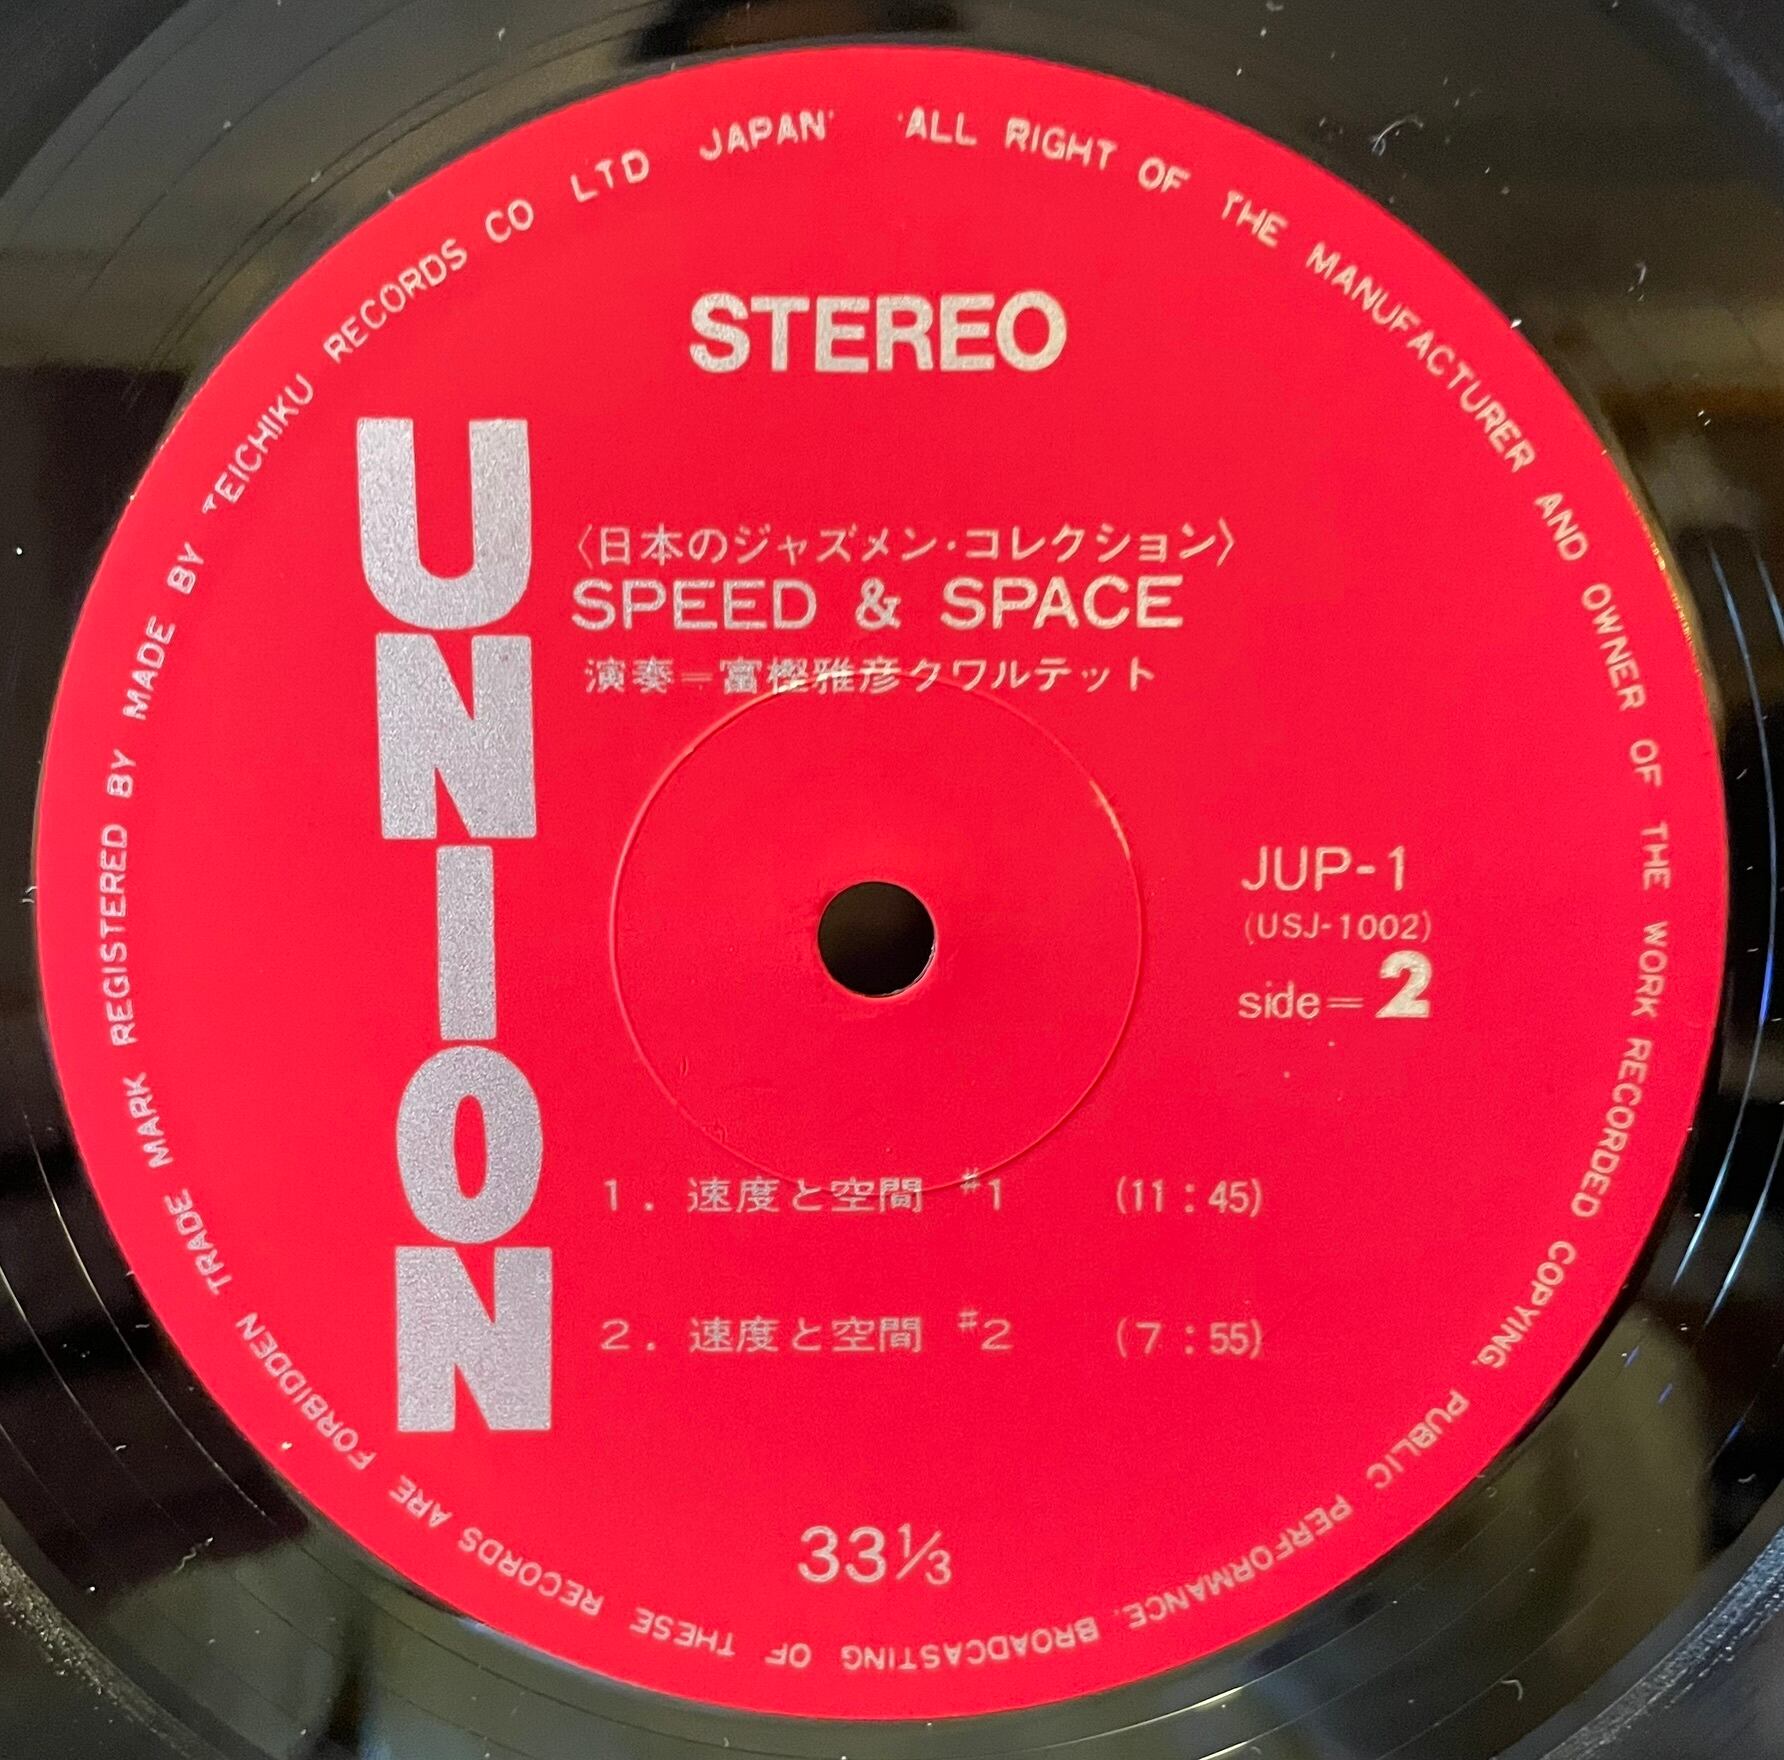 TRADE MARK REGISTERED BY MADE BY TEICHIKU RECORDS CO LTD JAPAN ALL RIGHT OF THE MANUFACTURER AND OWNER OF THE WORK RECORDED COPYING. PUBLIC PERFORMANCE. BROADCASTING OF THESE RECORDS ARE FORBIDDEN
STEREO
UNION
〈日本のジャズメン・コレクション〉
SPEED & SPACE
演奏=富樫雅彦クワルテット
JUP-1
(USJ-1002)
side=2
1. 速度と空間 #1 (11:45)
2. 速度と空間 #2 (7:55)
33⅓